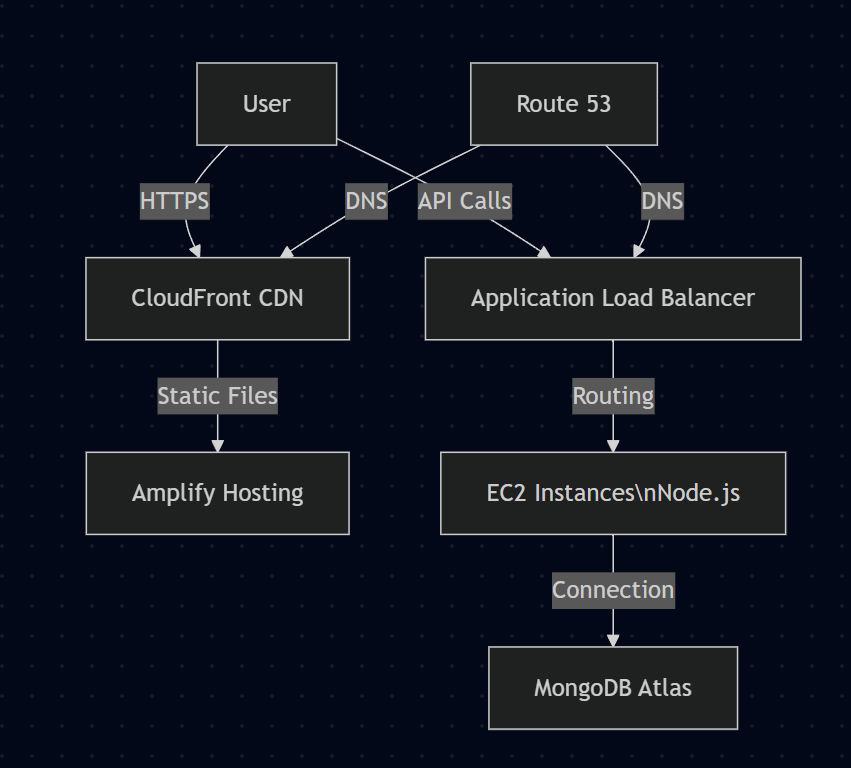 User
Route 53
HTTPS
DNS
API Calls
DNS
CloudFront CDN
Application Load Balancer
Static Files
Routing
Amplify Hosting
EC2 Instances\nNode.js
Connection
MongoDB Atlas